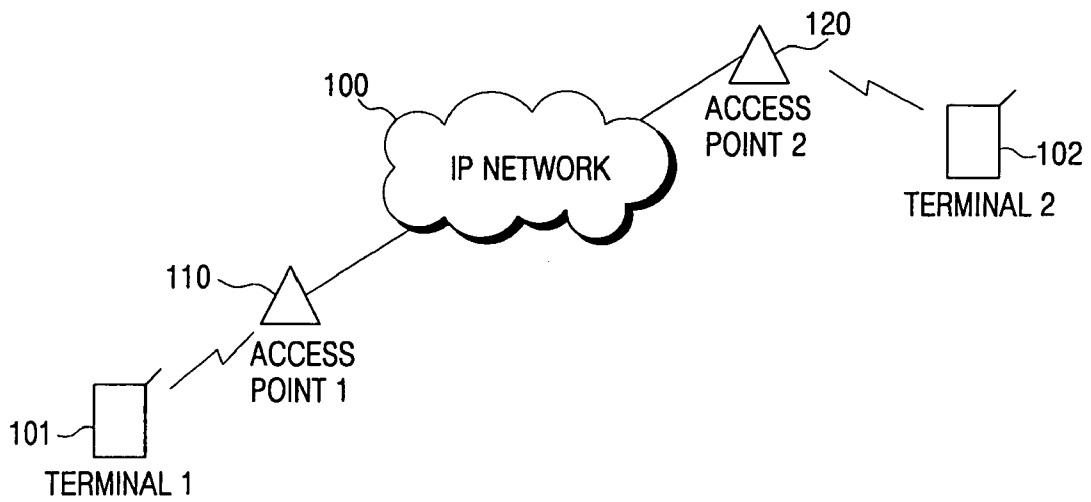 120
100
ACCESS
POINT 2
IP NETWORK
102
TERMINAL 2
110
ACCESS
POINT 1
101
TERMINAL 1